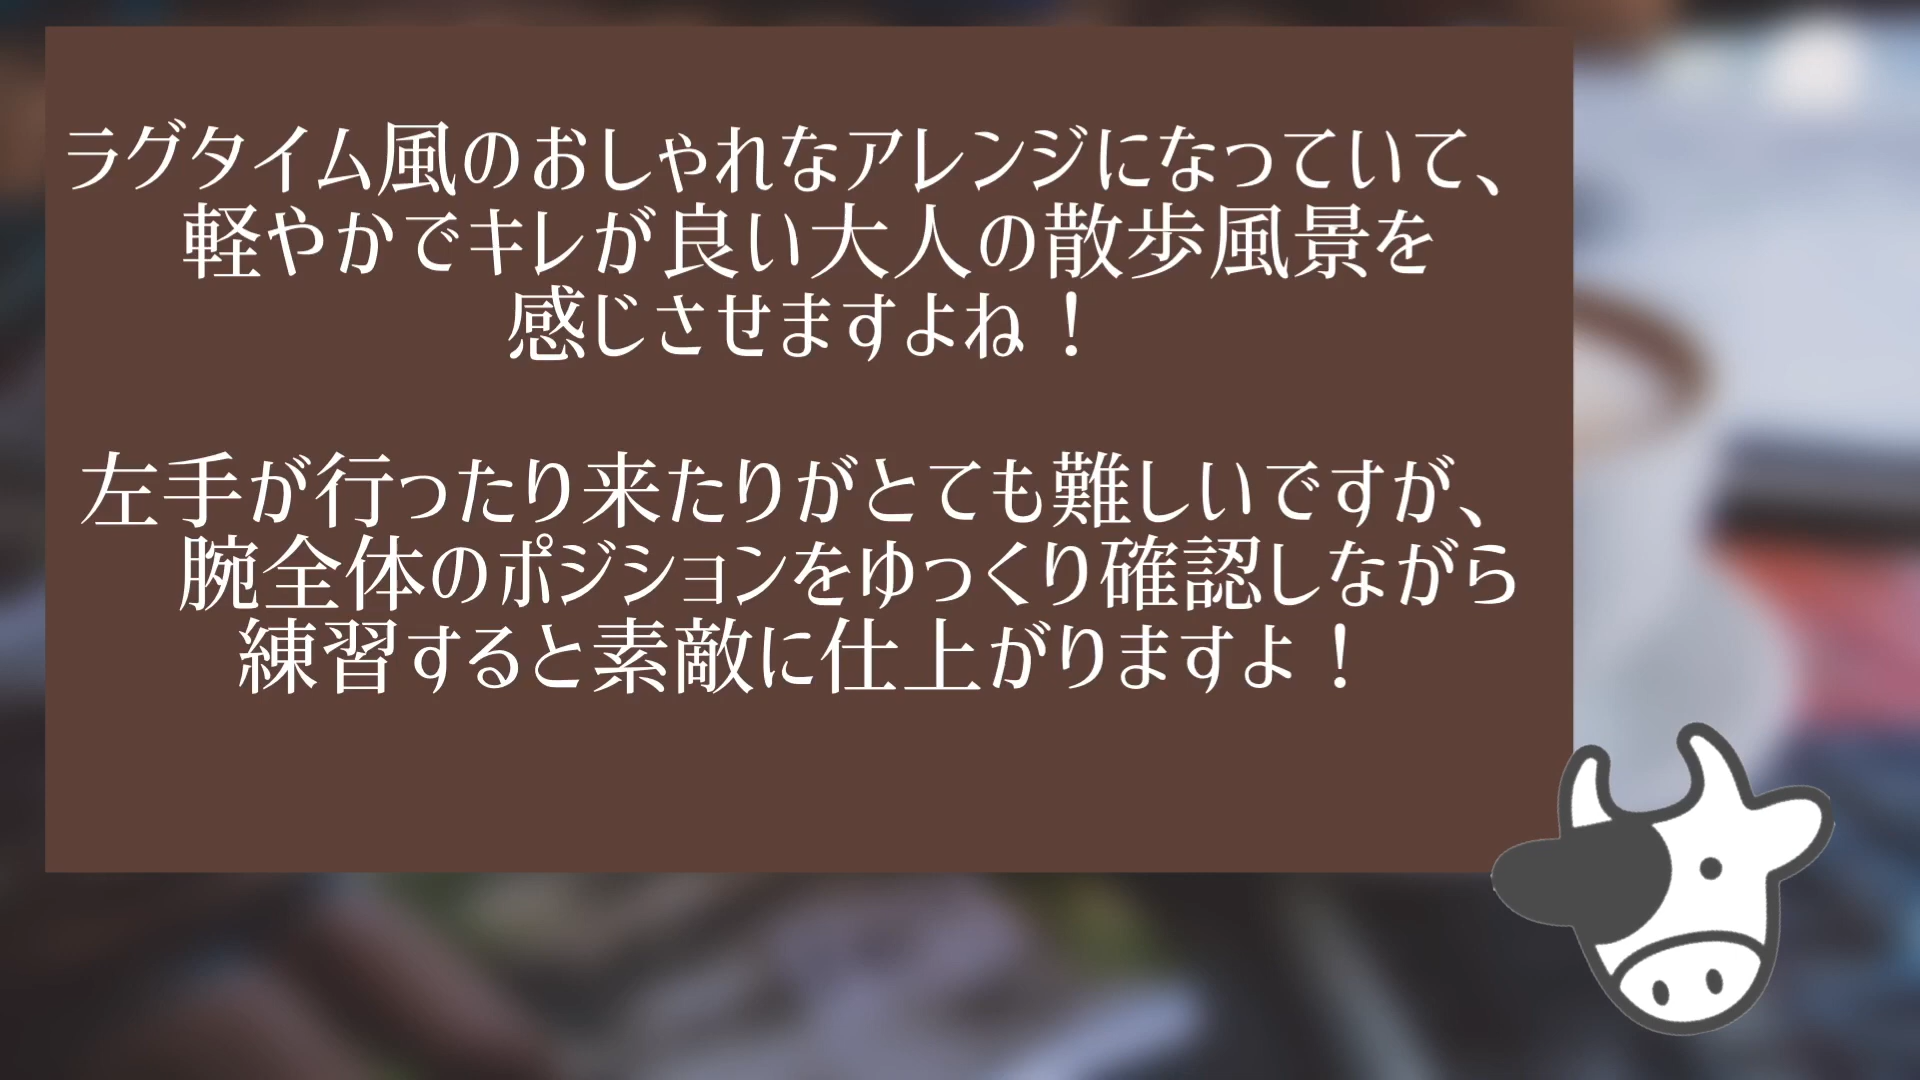 ラグタイム風のおしゃれなアレンジになっていて、
軽やかでキレが良い大人の散歩風景を
感じさせますよね！
左手が行ったり来たりがとても難しいですが、
腕全体のポジションをゆっくり確認しながら
練習すると素敵に仕上がりますよ！